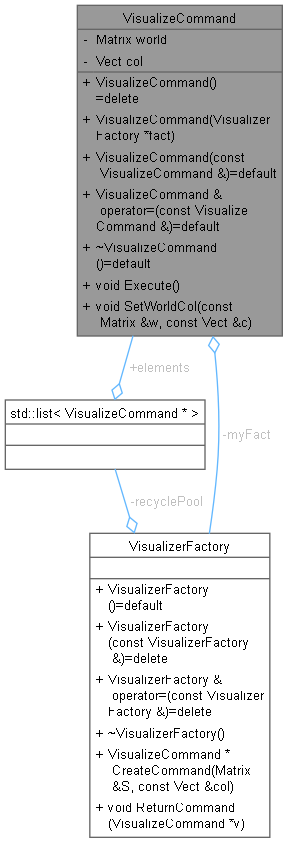 VisualizeCommand
- Matrix world
- Vect col
+ VisualizeCommand()
=delete
+ VisualizeCommand(Visualizer
Factory *fact)
+ VisualizeCommand(const
VisualizeCommand &)=default
+ VisualizeCommand &
operator=(const Visualize
Command &)=default
+ ~VisualizeCommand
()=default
+ void Execute()
+ void SetWorldCol(const
Matrix &w, const Vect &c)
+elements
std::list< VisualizeCommand * >
-myFact
-recyclePool
VisualizerFactory
+ VisualizerFactory
()=default
+ VisualizerFactory
(const VisualizerFactory
&)=delete
+ VisualizerFactory &
operator=(const Visualizer
Factory &)=delete
+ ~VisualizerFactory()
+ VisualizeCommand *
CreateCommand(Matrix
&S, const Vect &col)
+ void ReturnCommand
(VisualizeCommand *v)